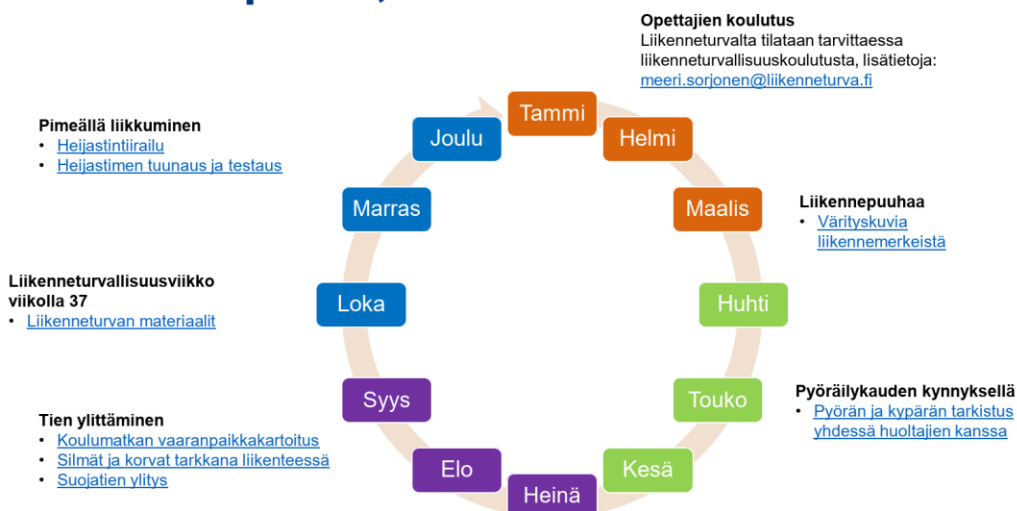 Opettajien koulutus
Liikenneturvalta tilataan tarvittaessa
liikenneturvallisuuskoulutusta, lisätietoja:
meeri.sorjonen@liikenneturva.fi
Tammi
Helmi
Maalis
Liikennepuuhaa
• Värityskuvia
liikennemerkeistä
Huhti
Touko
Pyöräilykauden kynnyksellä
• Pyörän ja kypärän tarkistus
yhdessä huoltajien kanssa
Kesä
Heinä
Elo
Syys
Tien ylittäminen
• Koulumatkan vaaranpaikkakartoitus
• Silmät ja korvat tarkkana liikenteessä
• Suojatien ylitys
Loka
Liikenneturvallisuusviikko
viikolla 37
• Liikenneturvan materiaalit
Marras
Joulu
Pimeällä liikkuminen
• Heijastintiirailu
• Heijastimen tuunaus ja testaus